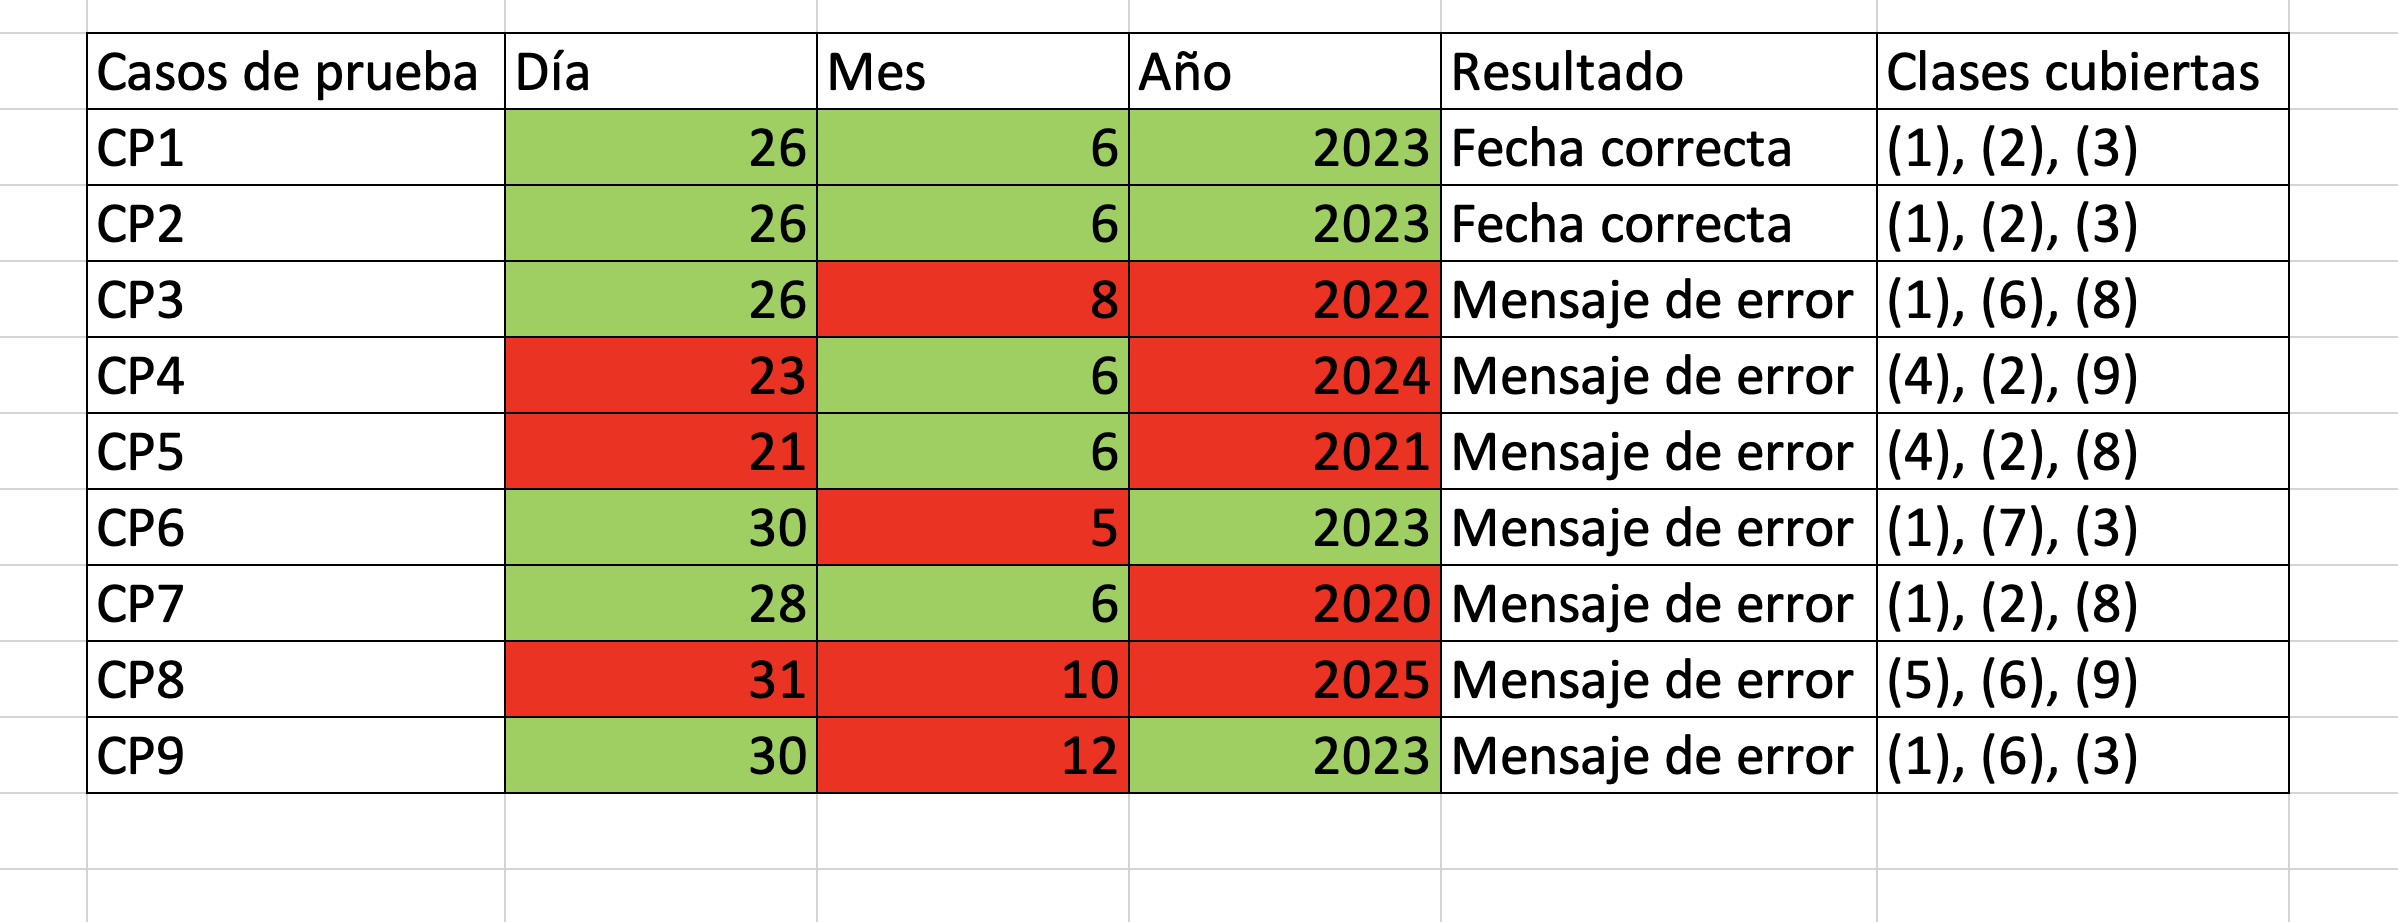 Casos de prueba Día Mes Año Resultado Clases cubiertas
CP1 26 6 2023 Fecha correcta (1), (2), (3)
CP2 26 6 2023 Fecha correcta (1), (2), (3)
CP3 26 8 2022 Mensaje de error (1), (6), (8)
CP4 23 6 2024 Mensaje de error (4), (2), (9)
CP5 21 6 2021 Mensaje de error (4), (2), (8)
CP6 30 5 2023 Mensaje de error (1), (7), (3)
CP7 28 6 2020 Mensaje de error (1), (2), (8)
CP8 31 10 2025 Mensaje de error (5), (6), (9)
CP9 30 12 2023 Mensaje de error (1), (6), (3)